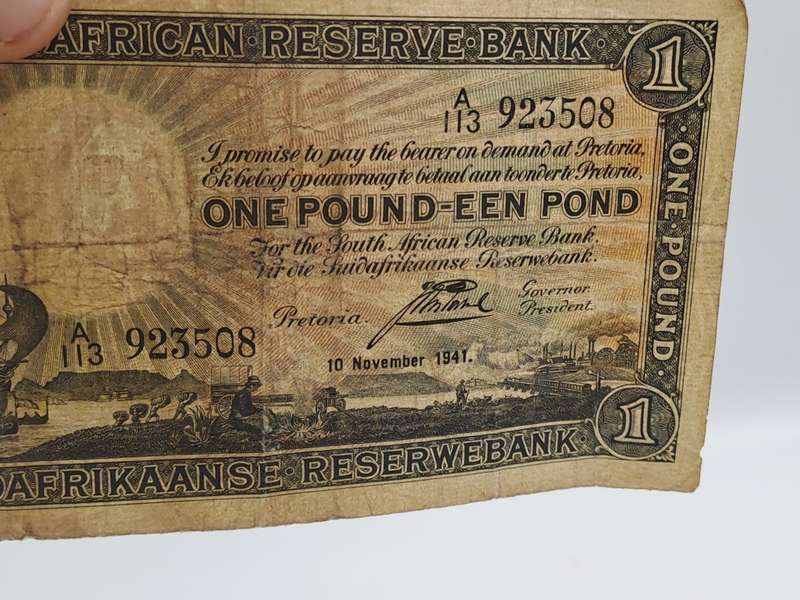 AFRICAN · RESERVE · BANK ·
1
A/113 923508
I promise to pay the bearer on demand at Pretoria,
Ek beloof op aanvraag te betaal aan toonder te Pretoria,
ONE POUND-EEN POND
For the South African Reserve Bank.
Vir die Suidafrikaanse Reserwebank.
Governor
Pretoria.
President.
A/113 923508
10 November 1941.
· ONE · POUND ·
1
DAFRIKAANSE · RESERWEBANK ·